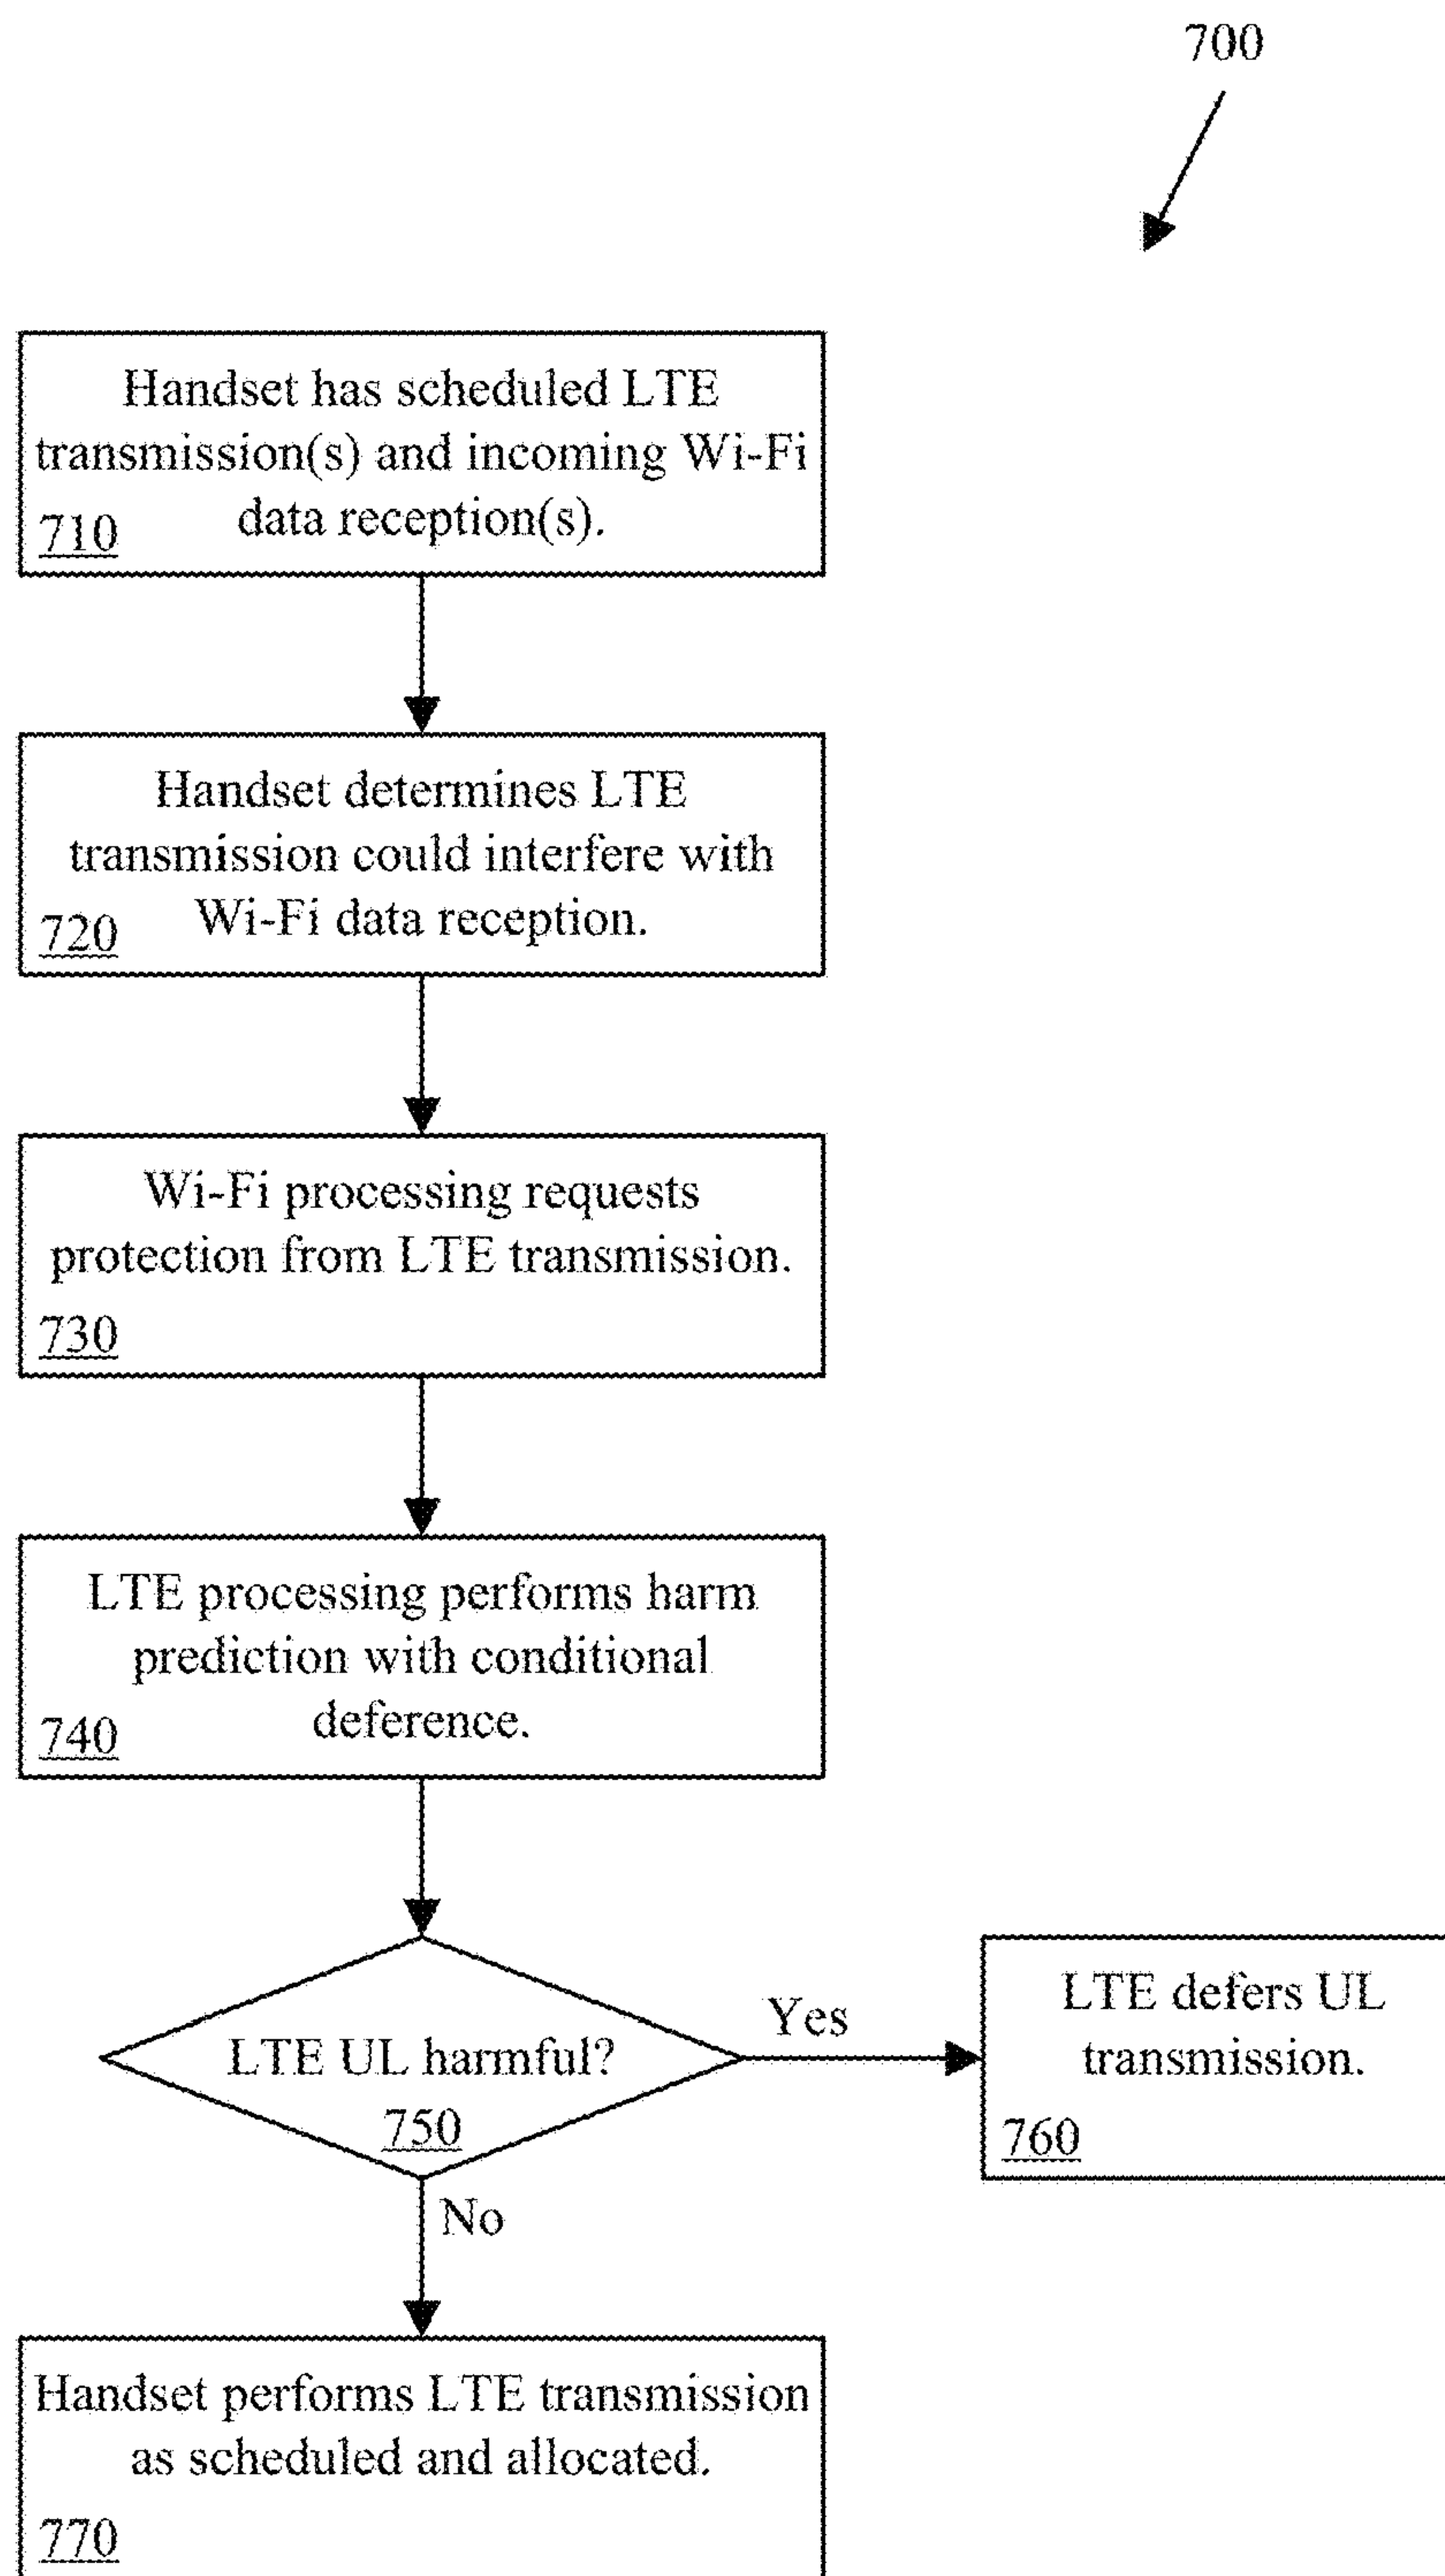 700
Handset has scheduled LTE
transmission(s) and incoming Wi-Fi
data reception(s).
710
Handset determines LTE
transmission could interfere with
Wi-Fi data reception.
720
Wi-Fi processing requests
protection from LTE transmission.
730
LTE processing performs harm
prediction with conditional
deference.
740
LTE UL harmful?
750
Yes
LTE defers UL
transmission.
760
No
Handset performs LTE transmission
as scheduled and allocated.
770